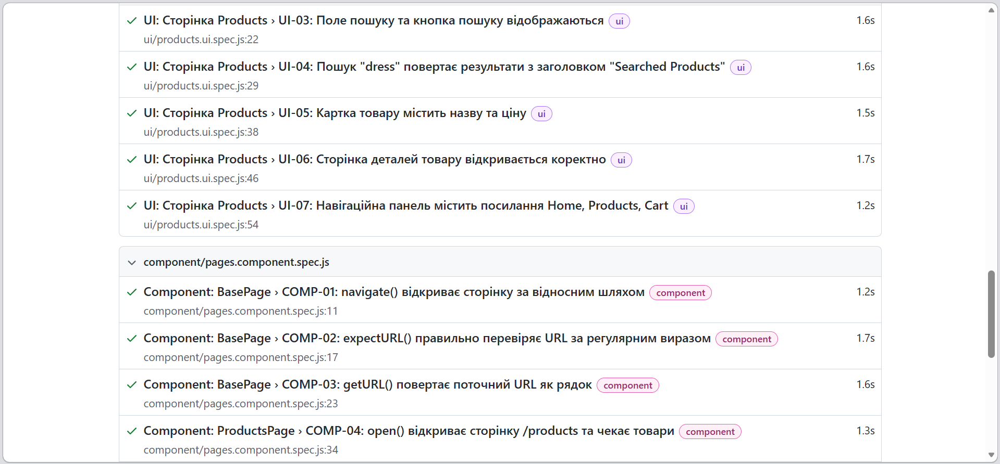 UI: Сторінка Products › UI-03: Поле пошуку та кнопка пошуку відображаються ui 1.6s
ui/products.ui.spec.js:22
UI: Сторінка Products › UI-04: Пошук "dress" повертає результати з заголовком "Searched Products" ui 1.6s
ui/products.ui.spec.js:29
UI: Сторінка Products › UI-05: Картка товару містить назву та ціну ui 1.5s
ui/products.ui.spec.js:38
UI: Сторінка Products › UI-06: Сторінка деталей товару відкривається коректно ui 1.7s
ui/products.ui.spec.js:46
UI: Сторінка Products › UI-07: Навігаційна панель містить посилання Home, Products, Cart ui 1.2s
ui/products.ui.spec.js:54
component/pages.component.spec.js
Component: BasePage › COMP-01: navigate() відкриває сторінку за відносним шляхом component 1.2s
component/pages.component.spec.js:11
Component: BasePage › COMP-02: expectURL() правильно перевіряє URL за регулярним виразом component 1.7s
component/pages.component.spec.js:17
Component: BasePage › COMP-03: getURL() повертає поточний URL як рядок component 1.6s
component/pages.component.spec.js:23
Component: ProductsPage › COMP-04: open() відкриває сторінку /products та чекає товари component 1.3s
component/pages.component.spec.js:34